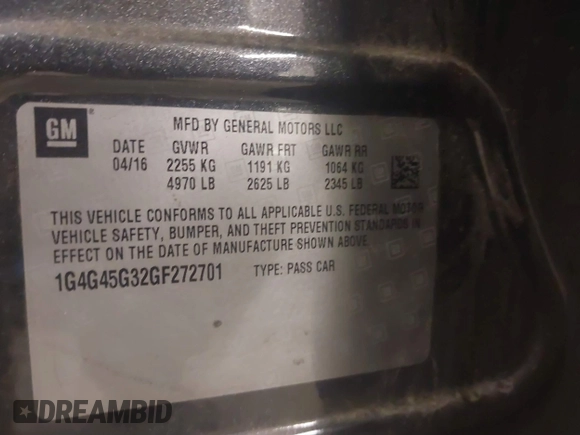 GM
MFD BY GENERAL MOTORS LLC
DATE GVWR GAWR FRT GAWR RR
04/16 2255 KG 1191 KG 1064 KG
4970 LB 2625 LB 2345 LB
THIS VEHICLE CONFORMS TO ALL APPLICABLE U.S. FEDERAL MOTOR
VEHICLE SAFETY, BUMPER, AND THEFT PREVENTION STANDARDS IN
EFFECT ON THE DATE OF MANUFACTURE SHOWN ABOVE
1G4G45G32GF272701 TYPE: PASS CAR
DREAMBID